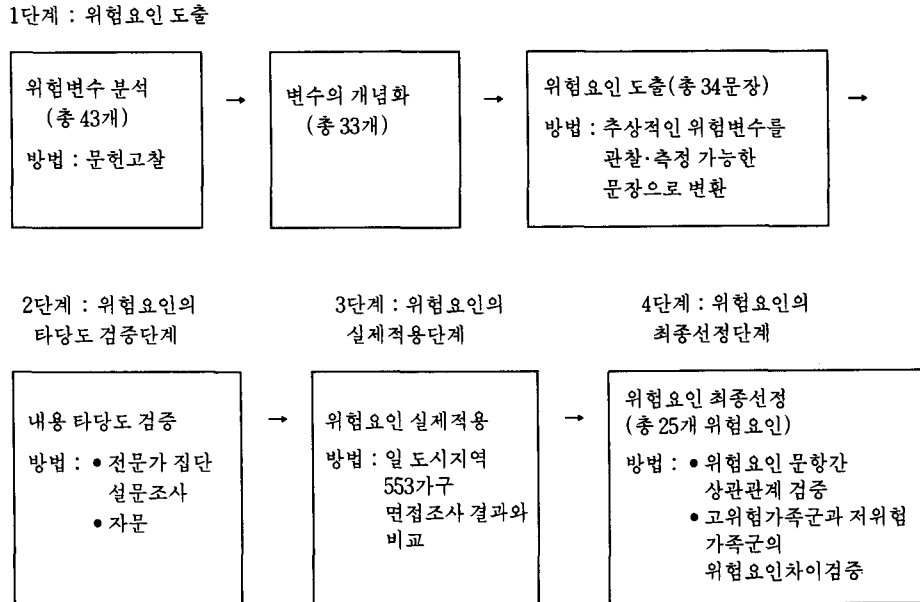 1단계 : 위험요인 도출
위험변수 분석
(총 43개)
방법 : 문헌고찰
→
변수의 개념화
(총 33개)
→
위험요인 도출(총 34문장)
방법 : 추상적인 위험변수를
관찰·측정 가능한
문장으로 변환
→
2단계 : 위험요인의
타당도 검증단계
내용 타당도 검증
방법 : • 전문가 집단
설문조사
• 자문
→
3단계 : 위험요인의
실제적용단계
위험요인 실제적용
방법 : 일 도시지역
553가구
면접조사 결과와
비교
→
4단계 : 위험요인의
최종선정단계
위험요인 최종선정
(총 25개 위험요인)
방법 : • 위험요인 문항간
상관관계 검증
• 고위험가족군과 저위험
가족군의
위험요인차이검증